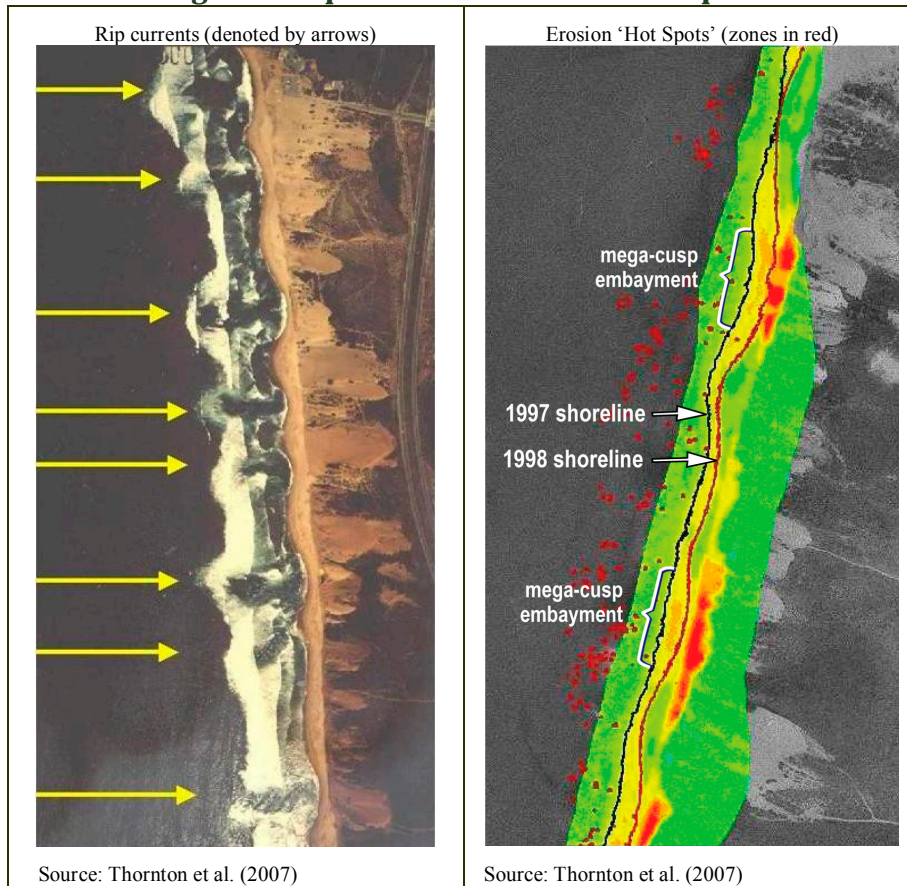 Rip currents (denoted by arrows)
Source: Thornton et al. (2007)
Erosion ‘Hot Spots’ (zones in red)
mega-cusp
embayment
1997 shoreline
1998 shoreline
mega-cusp
embayment
Source: Thornton et al. (2007)